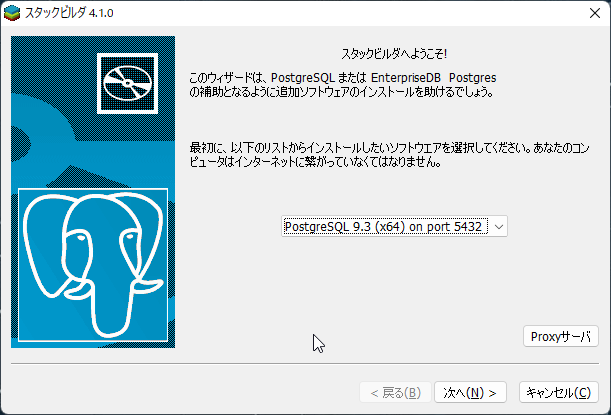 スタックビルダ 4.1.0
スタックビルダへようこそ!
このウィザードは、PostgreSQL または EnterpriseDB Postgres
の補助となるように追加ソフトウェアのインストールを助けるでしょう。
最初に、以下のリストからインストールしたいソフトウエアを選択してください。あなたのコン
ピュータはインターネットに繋がっていなくてはなりません。
PostgreSQL 9.3 (x64) on port 5432
Proxyサーバ
< 戻る(B)
次へ(N) >
キャンセル(C)